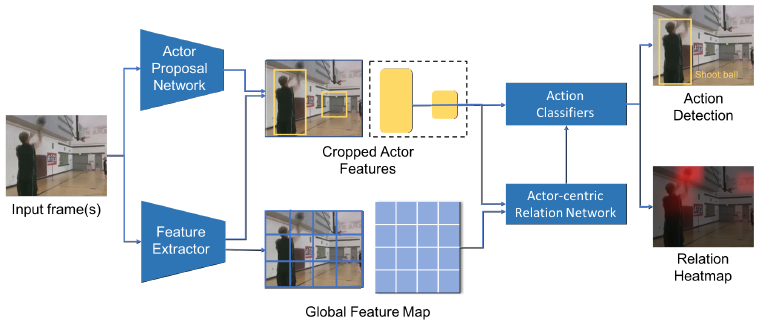 Input frame(s)
Actor
Proposal
Network
Feature
Extractor
Cropped Actor
Features
Global Feature Map
Action
Classifiers
Actor-centric
Relation Network
Shoot ball
Action
Detection
Relation
Heatmap